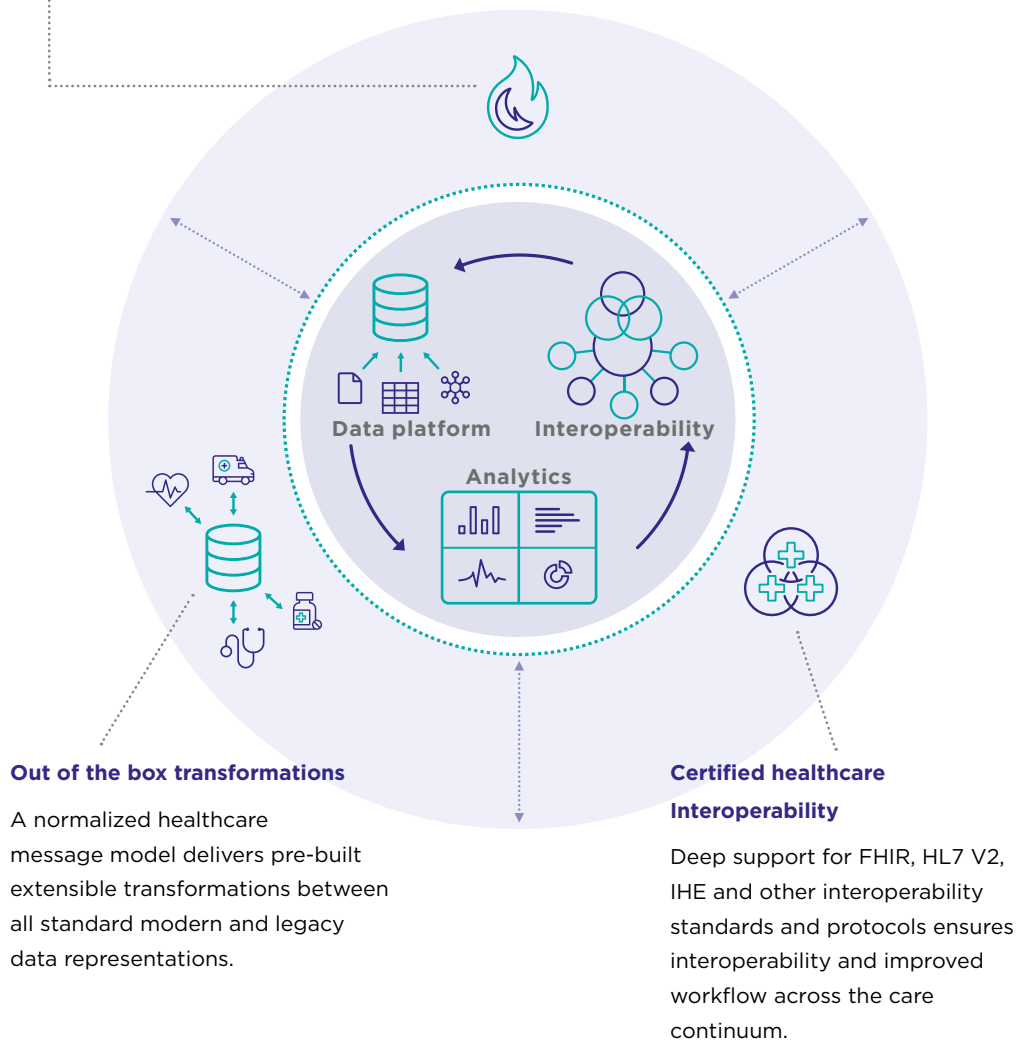 Data platform
Interoperability
Analytics
Out of the box transformations
A normalized healthcare
message model delivers pre-built
extensible transformations between
all standard modern and legacy
data representations.
Certified healthcare
Interoperability
Deep support for FHIR, HL7 V2,
IHE and other interoperability
standards and protocols ensures
interoperability and improved
workflow across the care
continuum.